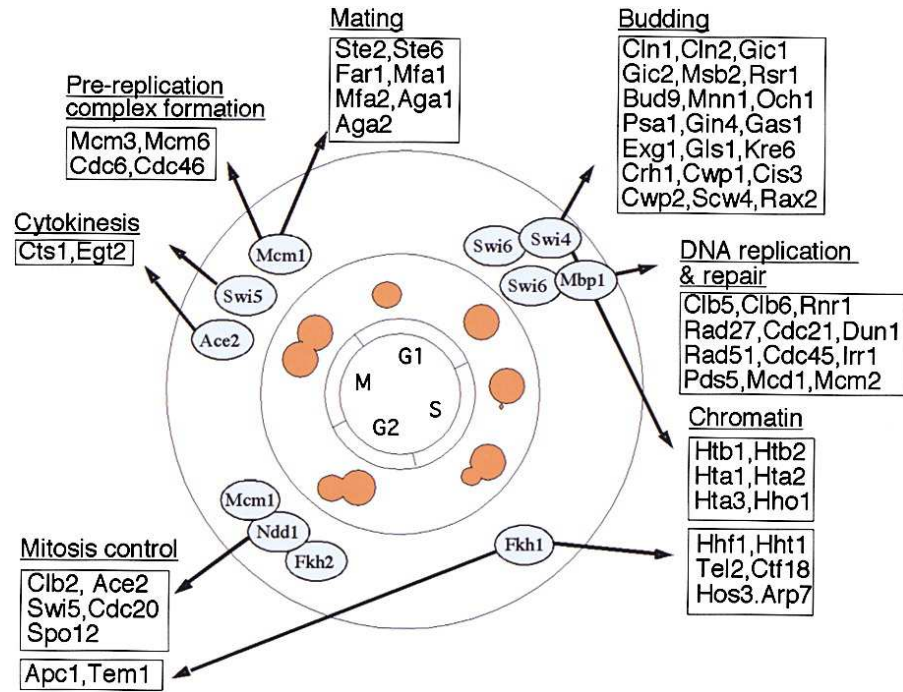 Mating
Ste2,Ste6
Far1,Mfa1
Mfa2,Aga1
Aga2
Budding
Cln1,Cln2,Gic1
Gic2,Msb2,Rsr1
Bud9,Mnn1,Och1
Psa1,Gin4,Gas1
Exg1,Gls1,Kre6
Crh1,Cwp1,Cis3
Cwp2,Scw4,Rax2
Pre-replication
complex formation
Mcm3,Mcm6
Cdc6,Cdc46
Cytokinesis
Cts1,Egt2
Mcm1
Swi5
Ace2
Swi6
Swi4
Swi6
Mbp1
DNA replication
& repair
Clb5,Clb6,Rnr1
Rad27,Cdc21,Dun1
Rad51,Cdc45,Irr1
Pds5,Mcd1,Mcm2
G1
M
S
G2
Chromatin
Htb1,Htb2
Hta1,Hta2
Hta3,Hho1
Hhf1,Hht1
Tel2,Ctf18
Hos3.Arp7
Mcm1
Ndd1
Fkh2
Fkh1
Mitosis control
Clb2, Ace2
Swi5,Cdc20
Spo12
Apc1,Tem1